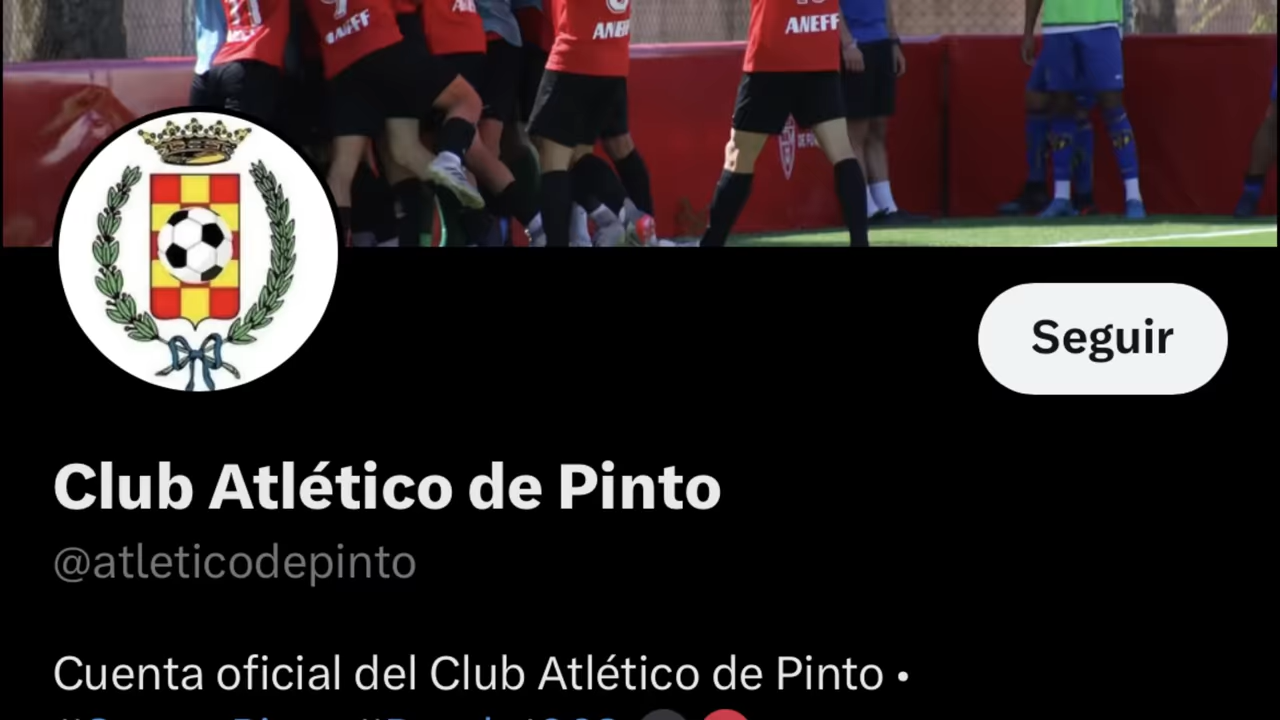 ANEFF
ANEFF
ANEFF
Seguir
Club Atlético de Pinto
@atleticodepinto
Cuenta oficial del Club Atlético de Pinto •